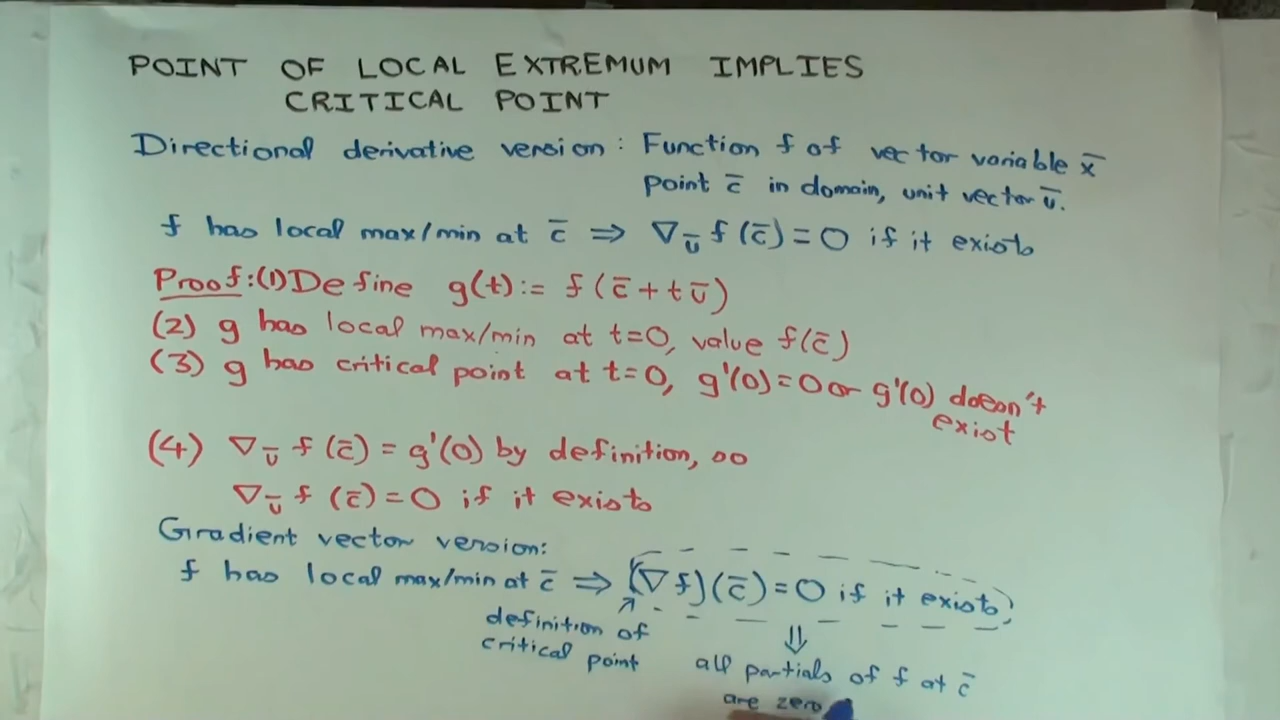 POINT OF LOCAL EXTREMUM IMPLIES
CRITICAL POINT
Directional derivative version: Function f of vector variable x̄
point c̄ in domain, unit vector ū.
f has local max/min at c̄ ⇒ ∇_ū f(c̄) = 0 if it exists
Proof: (1) Define g(t) := f(c̄ + tū)
(2) g has local max/min at t=0, value f(c̄)
(3) g has critical point at t=0, g'(0)=0 or g'(0) doesn't
exist
(4) ∇_ū f(c̄) = g'(0) by definition, so
∇_ū f(c̄) = 0 if it exists
Gradient vector version:
f has local max/min at c̄ ⇒ (∇f)(c̄) = 0 if it exists
↗ ⇓
definition of
critical point
all partials of f at c̄
are zero